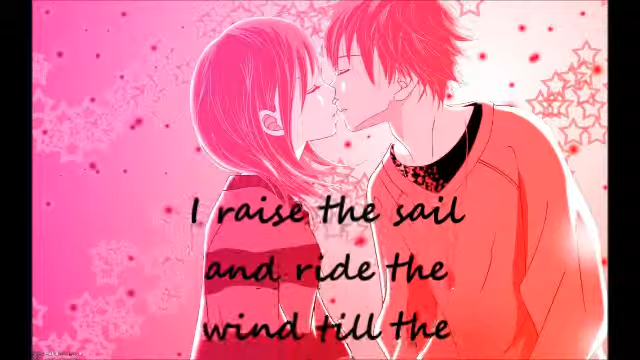 I raise the sail
and ride the
wind till the